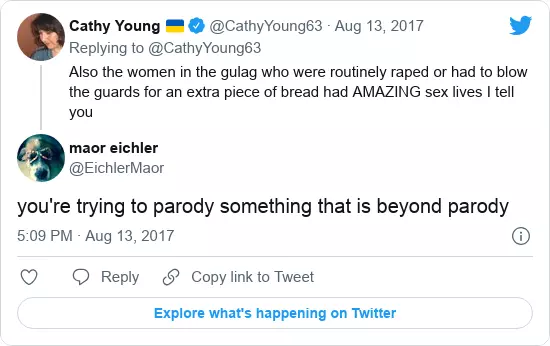 Cathy Young 🇺🇦 @CathyYoung63 · Aug 13, 2017
Replying to @CathyYoung63
Also the women in the gulag who were routinely raped or had to blow
the guards for an extra piece of bread had AMAZING sex lives I tell
you
maor eichler
@EichlerMaor
you're trying to parody something that is beyond parody
5:09 PM · Aug 13, 2017
Reply Copy link to Tweet
Explore what's happening on Twitter